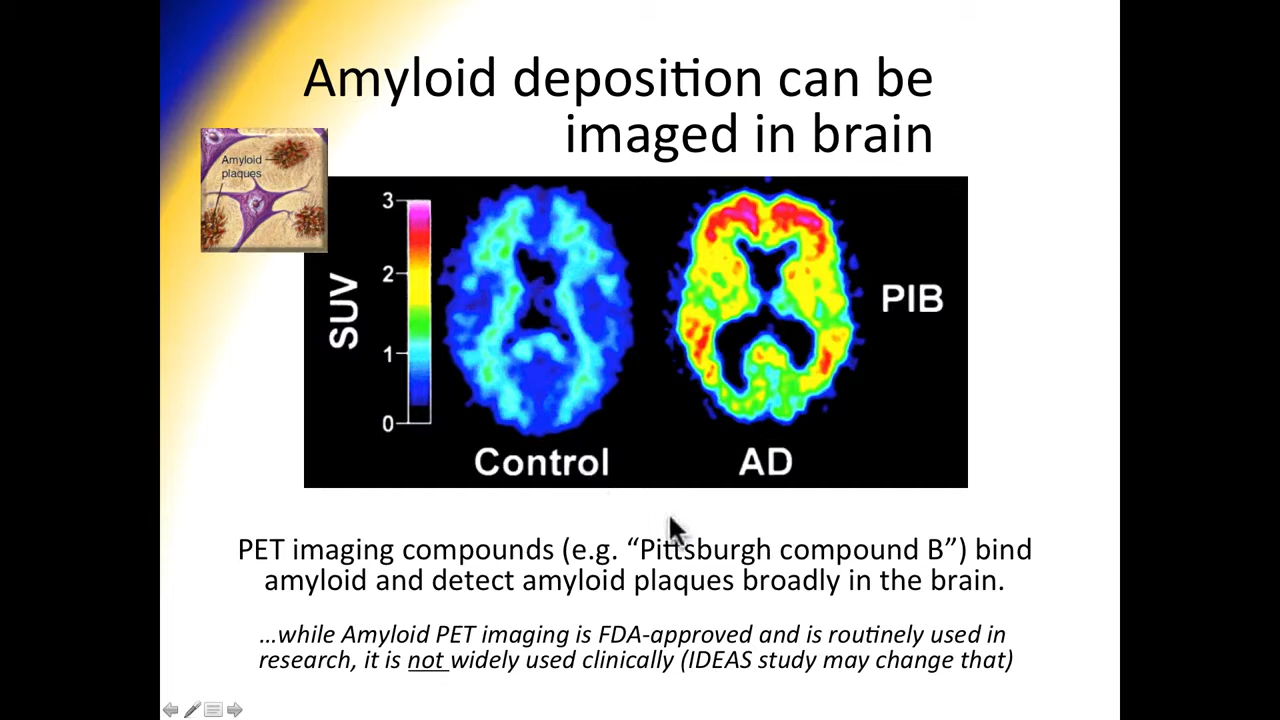 Amyloid deposition can be
imaged in brain
Amyloid
plaques
3
2
1
0
SUV
PIB
Control
AD
PET imaging compounds (e.g. “Pittsburgh compound B”) bind
amyloid and detect amyloid plaques broadly in the brain.
…while Amyloid PET imaging is FDA-approved and is routinely used in
research, it is not widely used clinically (IDEAS study may change that)